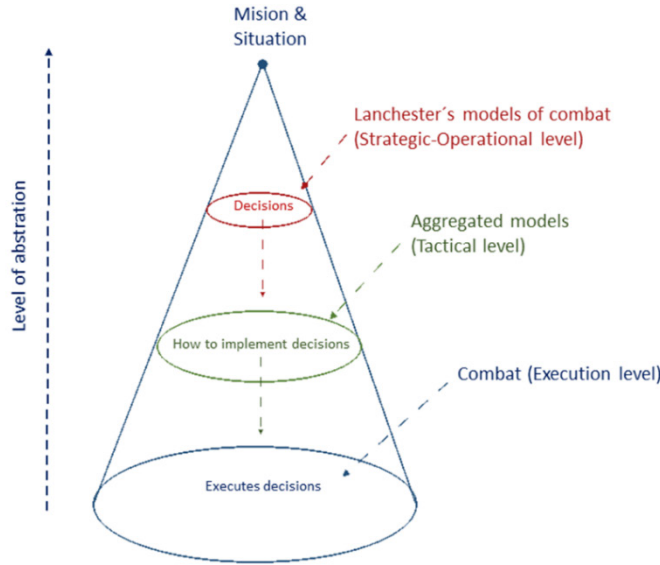 Mision &
Situation
Lanchester´s models of combat
(Strategic-Operational level)
Decisions
Aggregated models
(Tactical level)
Level of abstration
How to implement decisions
Combat (Execution level)
Executes decisions